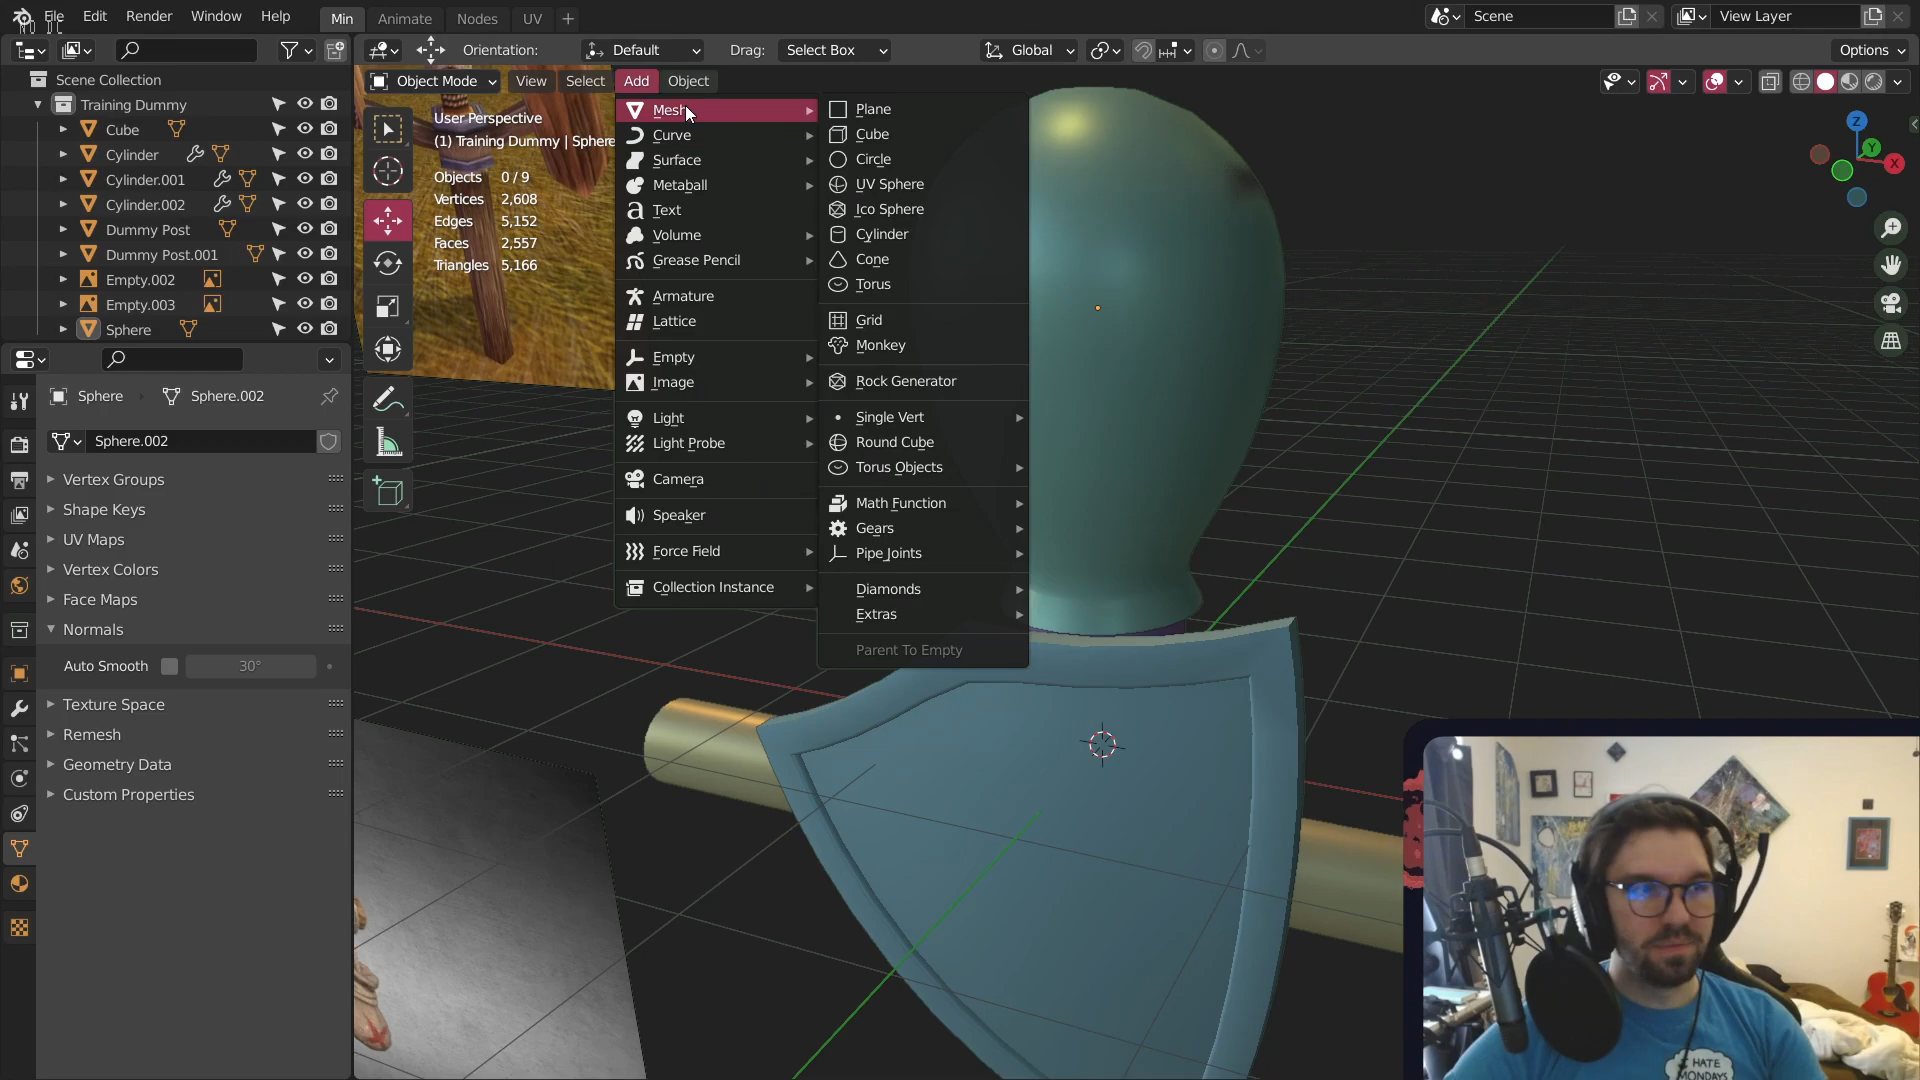 File Edit Render Window Help Min Animate Nodes UV Scene View Layer
Orientation: Default Drag: Select Box Global Options
Object Mode View Select Add Object
Scene Collection
Training Dummy
Cube
Cylinder
Cylinder.001
Cylinder.002
Dummy Post
Dummy Post.001
Empty.002
Empty.003
Sphere
User Perspective
(1) Training Dummy | Sphere
Objects 0 / 9
Vertices 2,608
Edges 5,152
Faces 2,557
Triangles 5,166
Mesh
Curve
Surface
Metaball
Text
Volume
Grease Pencil
Armature
Lattice
Empty
Image
Light
Light Probe
Camera
Speaker
Force Field
Collection Instance
Plane
Cube
Circle
UV Sphere
Ico Sphere
Cylinder
Cone
Torus
Grid
Monkey
Rock Generator
Single Vert
Round Cube
Torus Objects
Math Function
Gears
Pipe Joints
Diamonds
Extras
Parent To Empty
Z
Y
X
Sphere Sphere.002
Sphere.002
Vertex Groups
Shape Keys
UV Maps
Vertex Colors
Face Maps
Normals
Auto Smooth 30°
Texture Space
Remesh
Geometry Data
Custom Properties
I HATE
MONDAYS